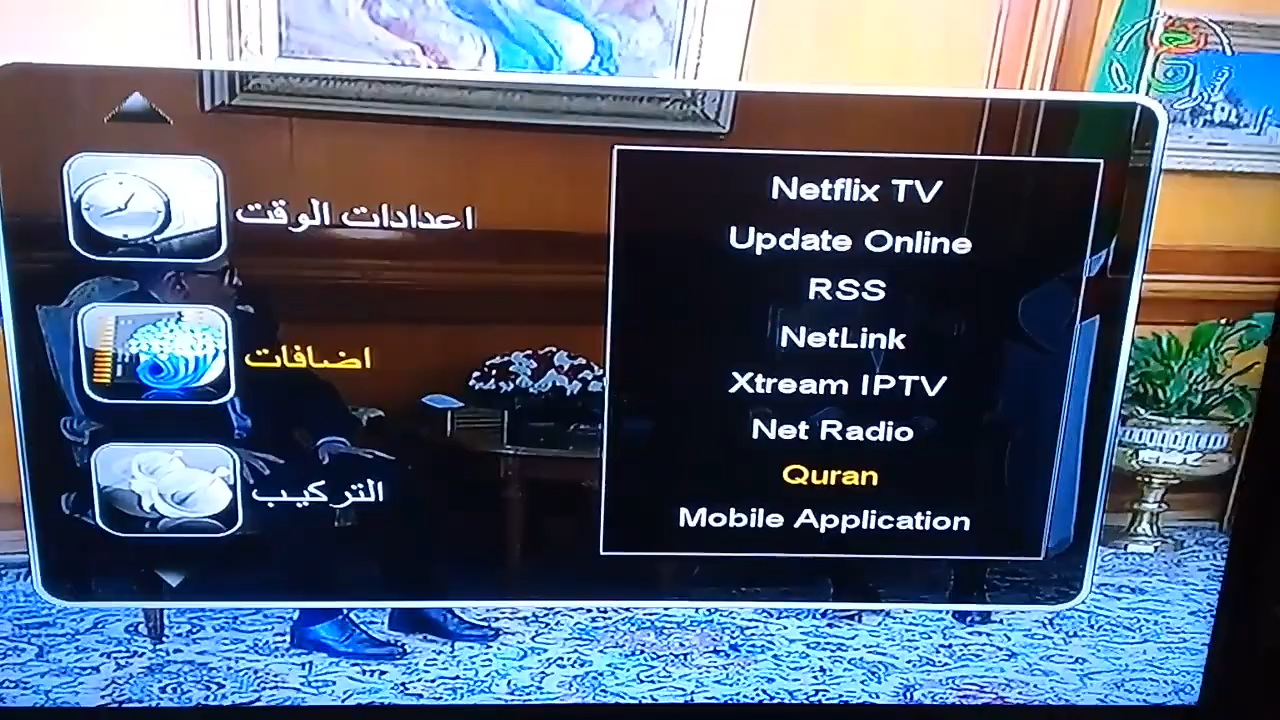 اعدادات الوقت
اضافات
التركيب
Netflix TV
Update Online
RSS
NetLink
Xtream IPTV
Net Radio
Quran
Mobile Application